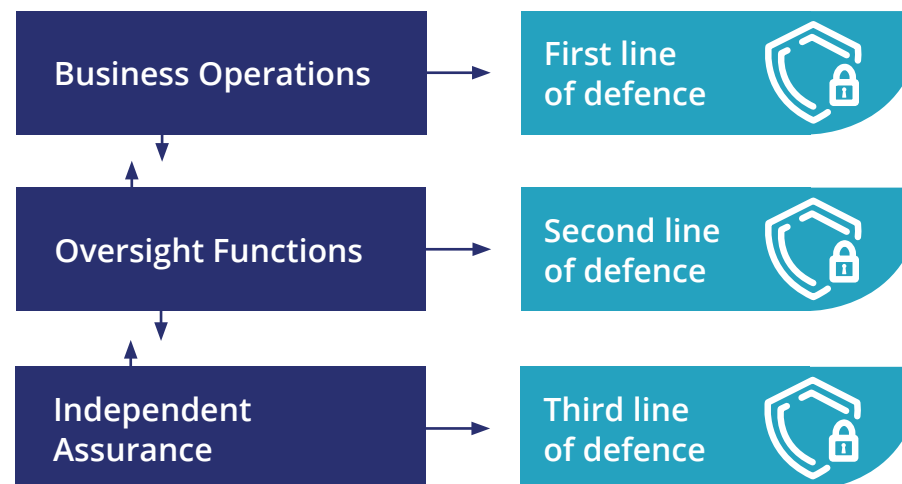 Business Operations
First line
of defence
Oversight Functions
Second line
of defence
Independent
Assurance
Third line
of defence